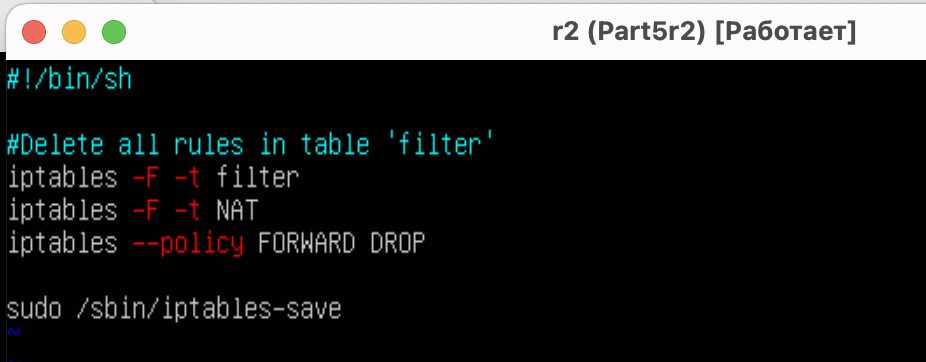 r2 (Part5r2) [Работает]
#!/bin/sh
#Delete all rules in table 'filter'
iptables -F -t filter
iptables -F -t NAT
iptables --policy FORWARD DROP
sudo /sbin/iptables-save
~